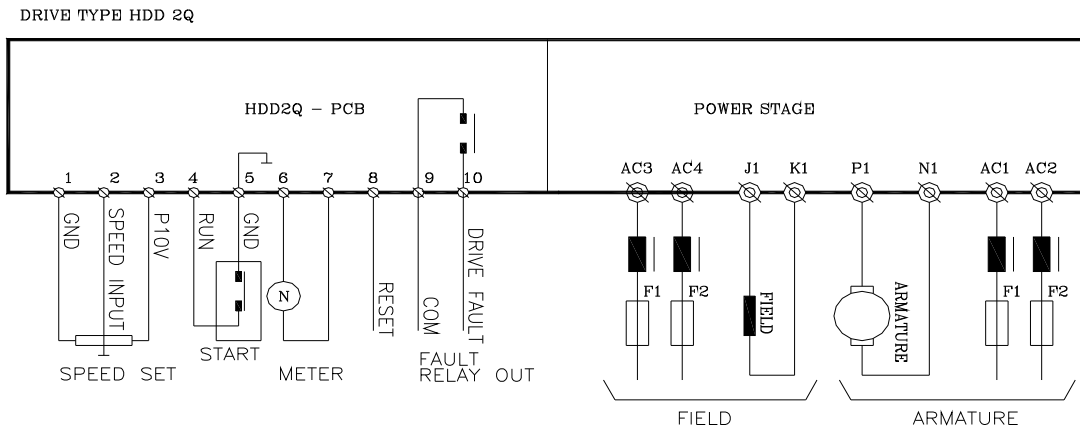 DRIVE TYPE HDD 2Q
HDD2Q - PCB
POWER STAGE
1 2 3 4 5 6 7 8 9 10
AC3 AC4 J1 K1 P1 N1 AC1 AC2
GND
SPEED INPUT
P10V
RUN
GND
N
RESET
COM
DRIVE FAULT
F1 F2
FIELD
ARMATURE
F1 F2
SPEED SET
START
METER
FAULT
RELAY OUT
FIELD
ARMATURE